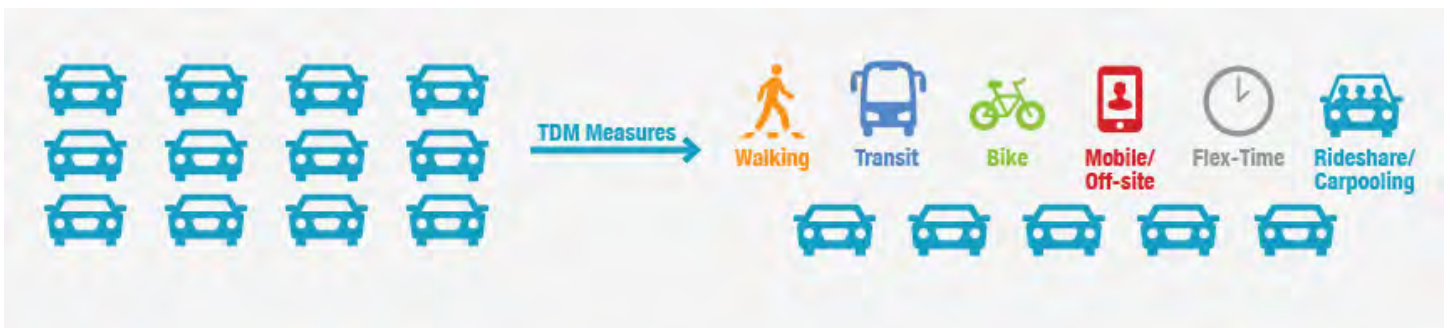 TDM Measures
Walking
Transit
Bike
Mobile/
Off-site
Flex-Time
Rideshare/
Carpooling